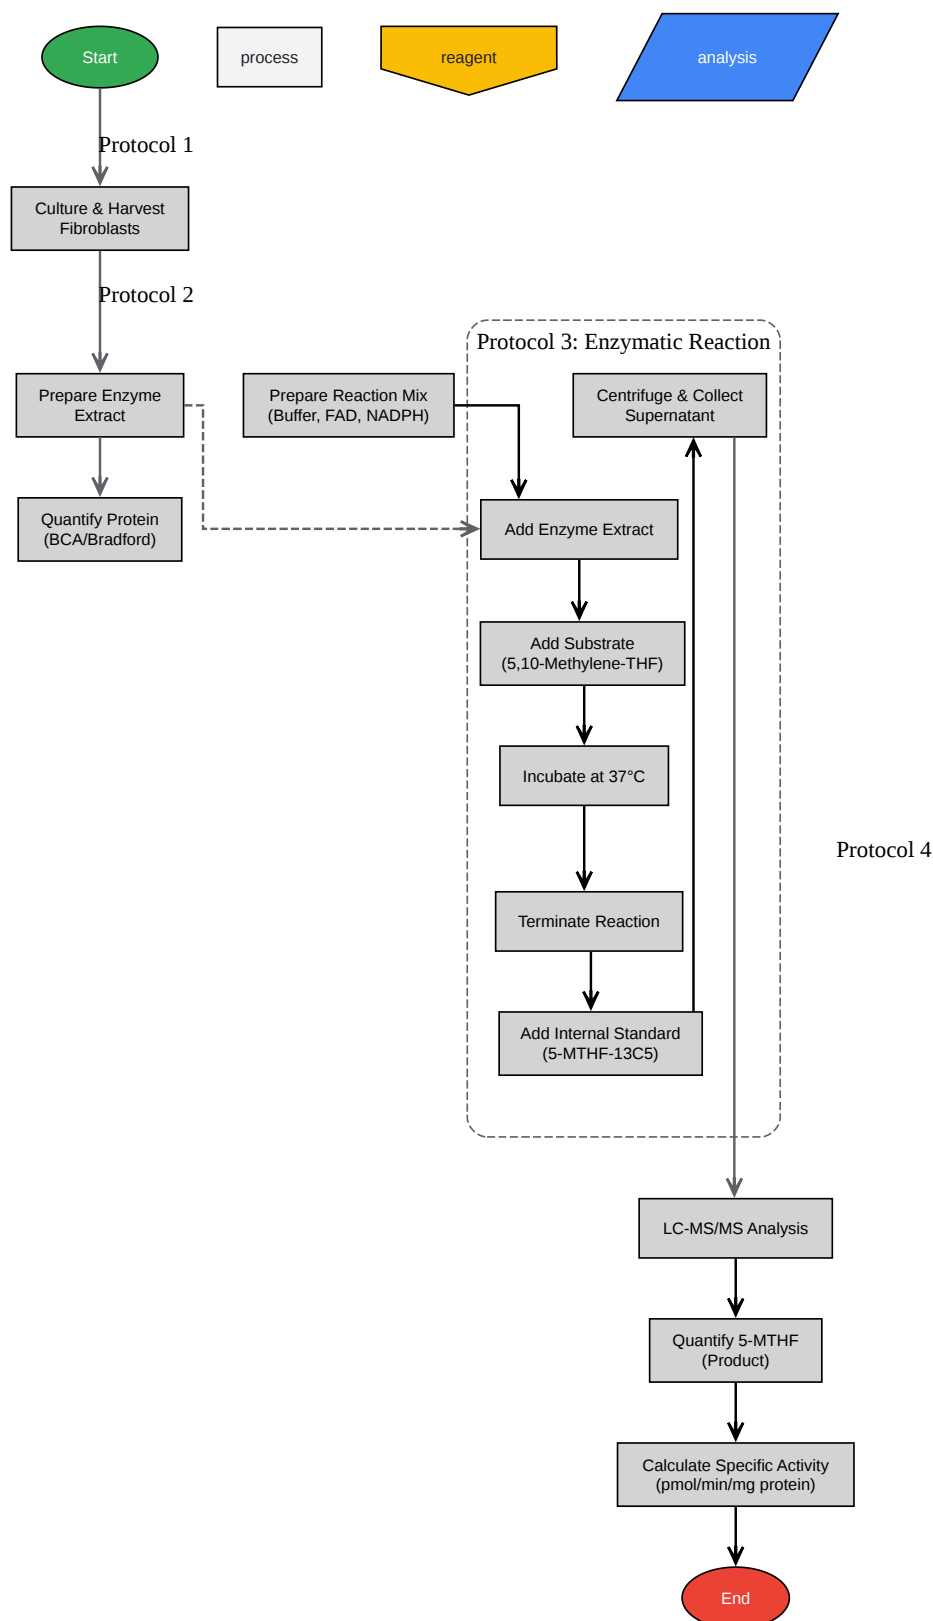 Start
process
reagent
analysis
Protocol 1
Culture & Harvest
Fibroblasts
Protocol 2
Protocol 3: Enzymatic Reaction
Prepare Enzyme
Extract
Prepare Reaction Mix
(Buffer, FAD, NADPH)
Centrifuge & Collect
Supernatant
Quantify Protein
(BCA/Bradford)
Add Enzyme Extract
Add Substrate
(5,10-Methylene-THF)
Incubate at 37°C
Protocol 4
Terminate Reaction
Add Internal Standard
(5-MTHF-13C5)
LC-MS/MS Analysis
Quantify 5-MTHF
(Product)
Calculate Specific Activity
(pmol/min/mg protein)
End